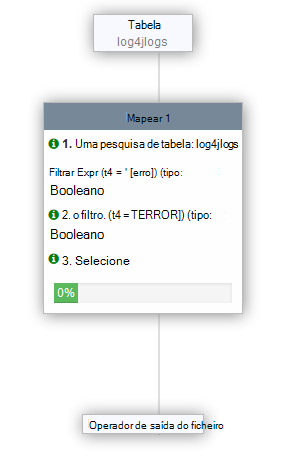 Tabela
log4jlogs
Mapear 1
1. Uma pesquisa de tabela: log4jlogs
Filtrar Expr (t4 = ' [erro]) (tipo:
Booleano
2. o filtro. (t4 = TERROR]) (tipo:
Booleano
3. Selecione
0%
Operador de saída do ficheiro